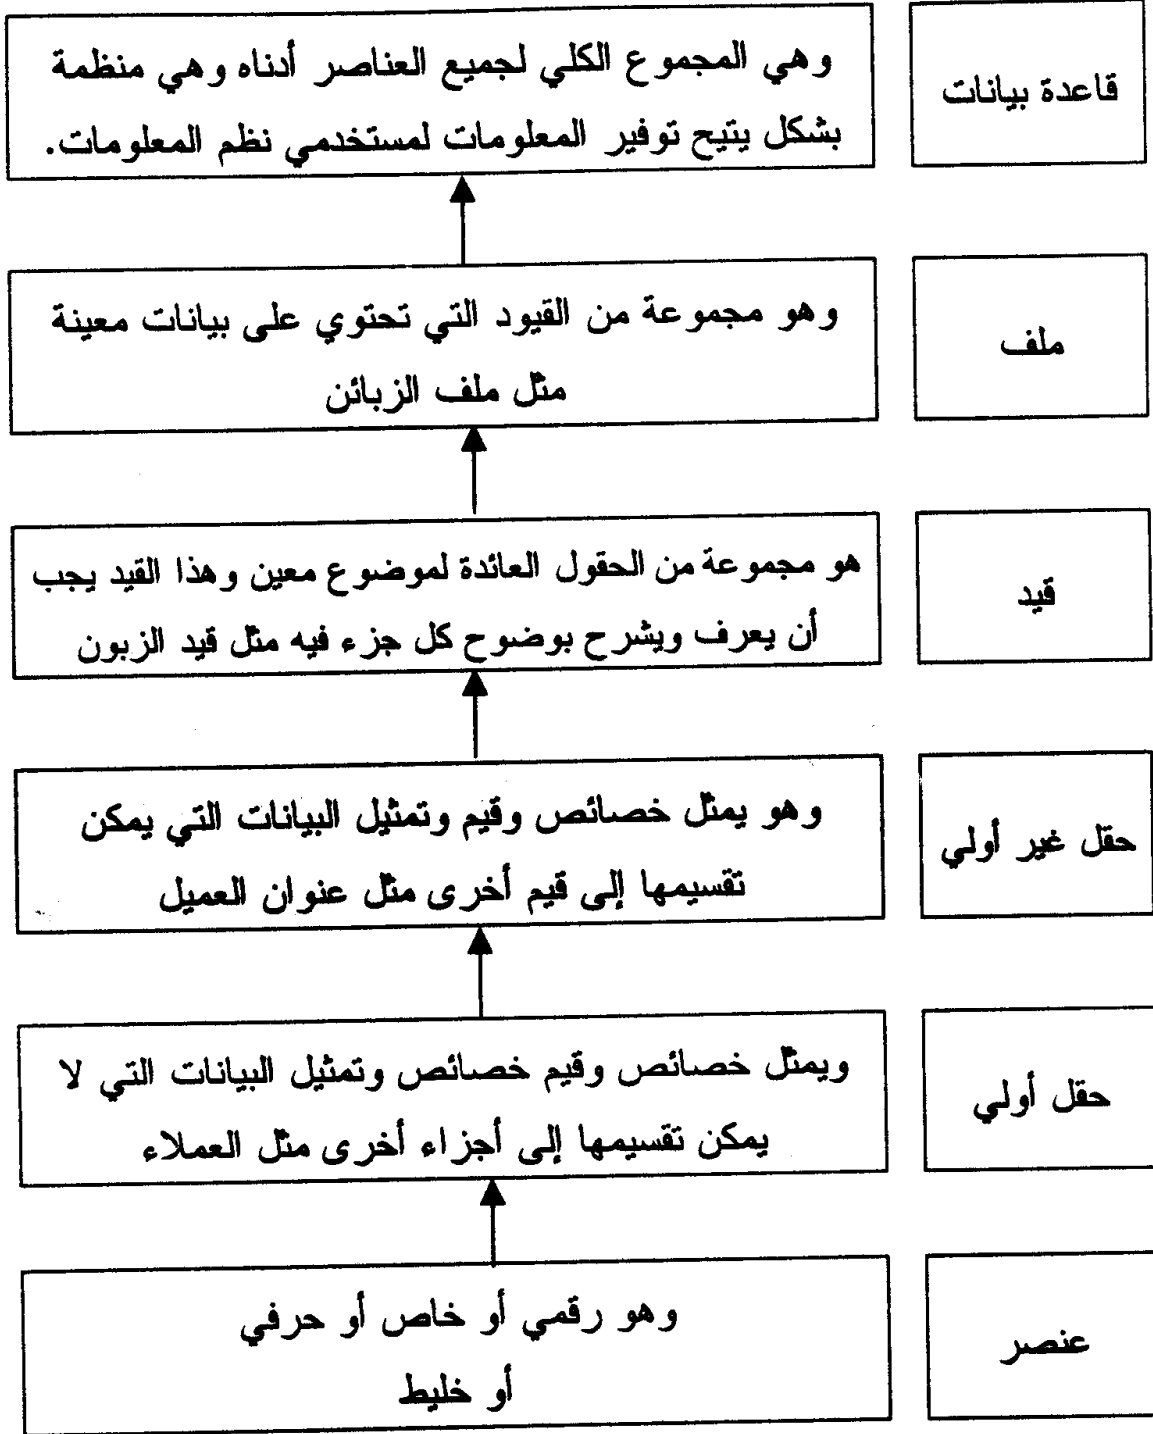 قاعدة بيانات
وهي المجموع الكلي لجميع العناصر أدناه وهي منظمة
بشكل يتيح توفير المعلومات لمستخدمي نظم المعلومات.
ملف
وهو مجموعة من القيود التي تحتوي على بيانات معينة
مثل ملف الزبائن
قيد
هو مجموعة من الحقول العائدة لموضوع معين وهذا القيد يجب
أن يعرف ويشرح بوضوح كل جزء فيه مثل قيد الزبون
حقل غير أولي
وهو يمثل خصائص وقيم وتمثيل البيانات التي يمكن
تقسيمها إلى قيم أخرى مثل عنوان العميل
حقل أولي
ويمثل خصائص وقيم خصائص وتمثيل البيانات التي لا
يمكن تقسيمها إلى أجزاء أخرى مثل العملاء
عنصر
وهو رقمي أو خاص أو حرفي
أو خليط